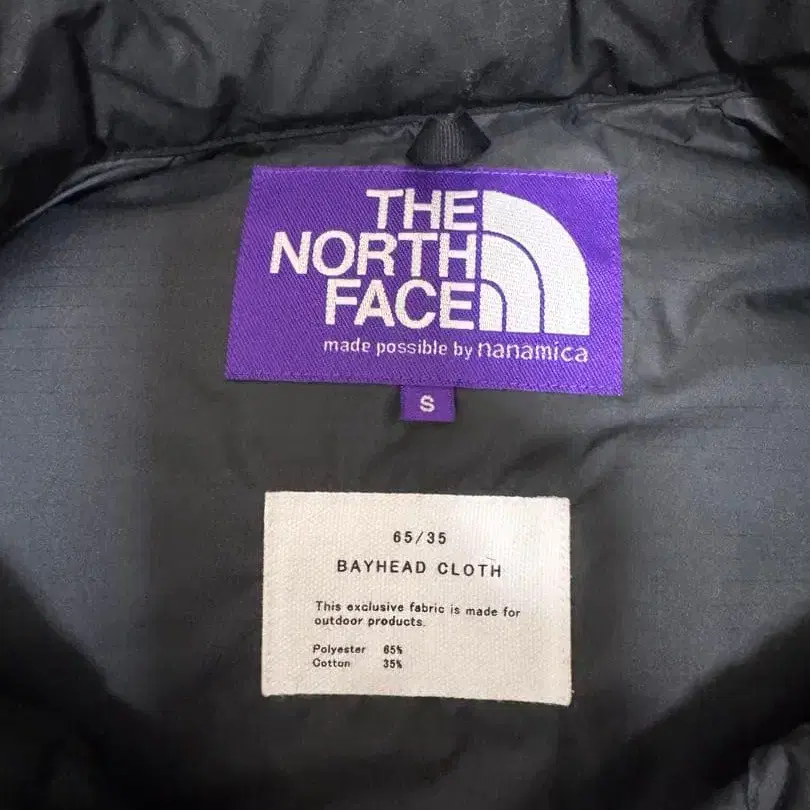 THE
NORTH
FACE
made possible by nanamica
S
65/35
BAYHEAD CLOTH
This exclusive fabric is made for
outdoor products.
Polyester 65%
Cotton 35%